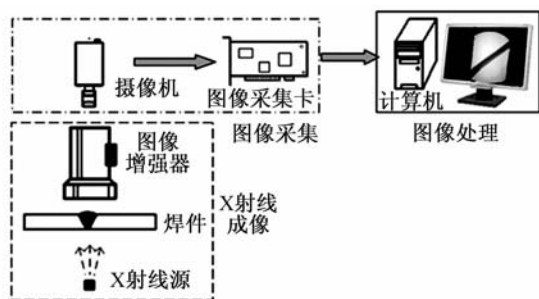 摄像机
图像采集卡
计算机
图像采集
图像处理
图像
增强器
X射线
成像
焊件
X射线源